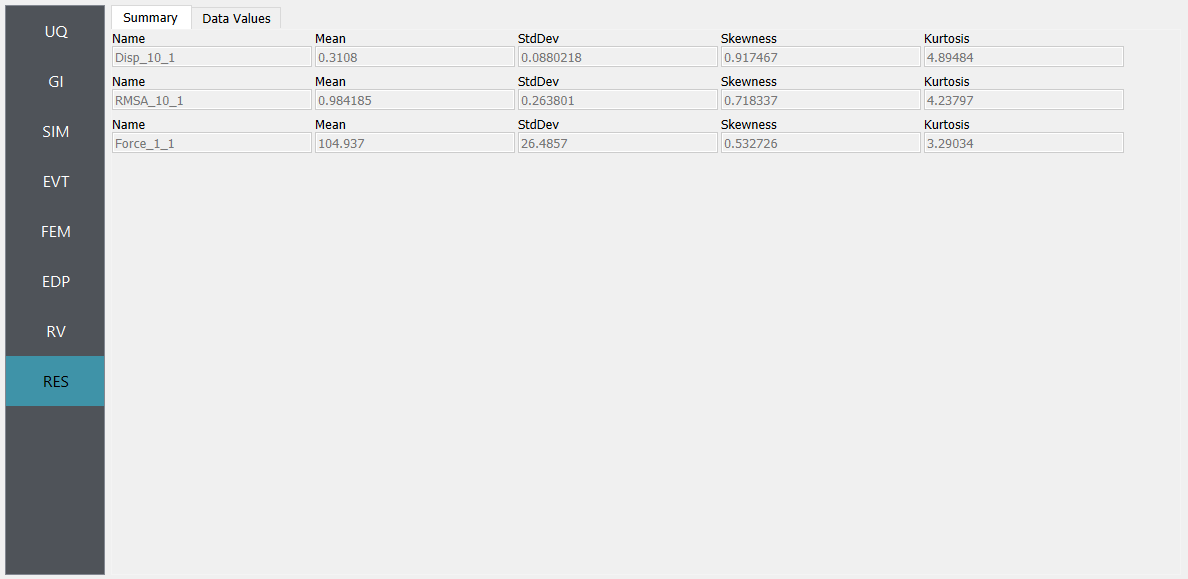 UQ
GI
SIM
EVT
FEM
EDP
RV
RES
Summary Data Values
Name Mean StdDev Skewness Kurtosis
Disp_10_1 0.3108 0.0880218 0.917467 4.89484
Name Mean StdDev Skewness Kurtosis
RMSA_10_1 0.984185 0.263801 0.718337 4.23797
Name Mean StdDev Skewness Kurtosis
Force_1_1 104.937 26.4857 0.532726 3.29034